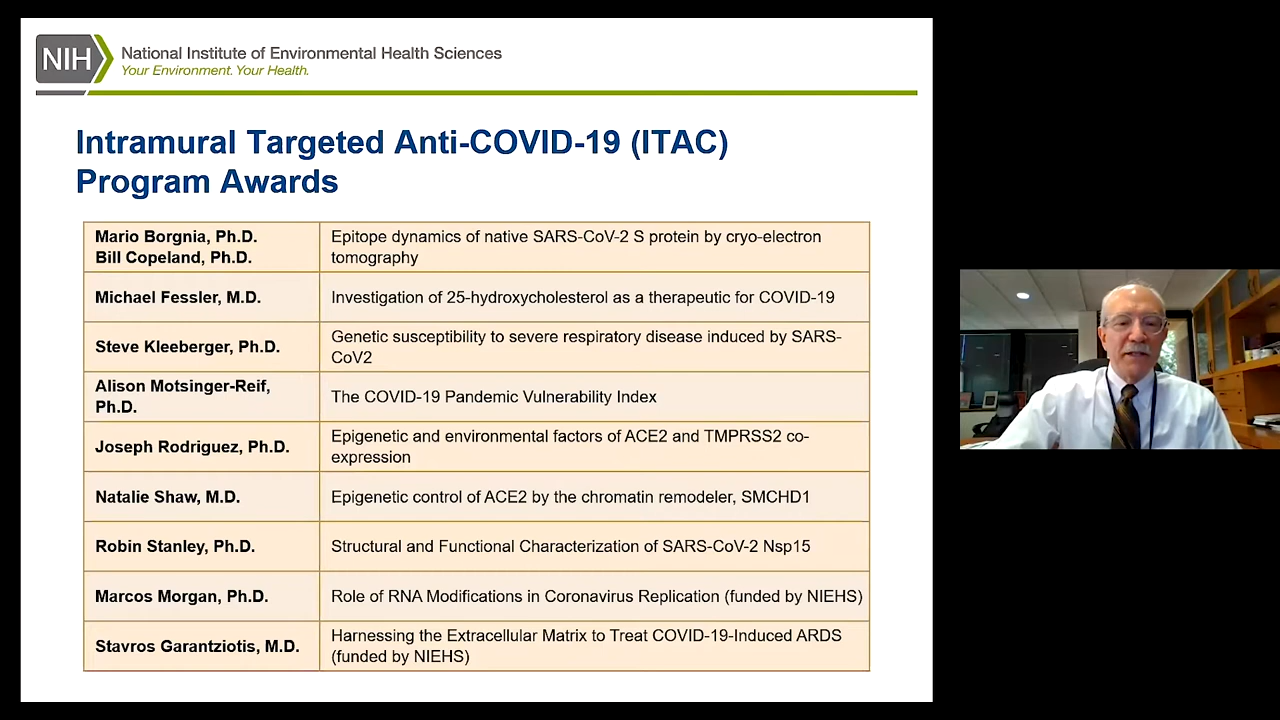 NIH National Institute of Environmental Health Sciences
Your Environment. Your Health.
Intramural Targeted Anti-COVID-19 (ITAC)
Program Awards
Mario Borgnia, Ph.D.
Bill Copeland, Ph.D.
Epitope dynamics of native SARS-CoV-2 S protein by cryo-electron
tomography
Michael Fessler, M.D.
Investigation of 25-hydroxycholesterol as a therapeutic for COVID-19
Steve Kleeberger, Ph.D.
Genetic susceptibility to severe respiratory disease induced by SARS-
CoV2
Alison Motsinger-Reif,
Ph.D.
The COVID-19 Pandemic Vulnerability Index
Joseph Rodriguez, Ph.D.
Epigenetic and environmental factors of ACE2 and TMPRSS2 co-
expression
Natalie Shaw, M.D.
Epigenetic control of ACE2 by the chromatin remodeler, SMCHD1
Robin Stanley, Ph.D.
Structural and Functional Characterization of SARS-CoV-2 Nsp15
Marcos Morgan, Ph.D.
Role of RNA Modifications in Coronavirus Replication (funded by NIEHS)
Stavros Garantziotis, M.D.
Harnessing the Extracellular Matrix to Treat COVID-19-Induced ARDS
(funded by NIEHS)